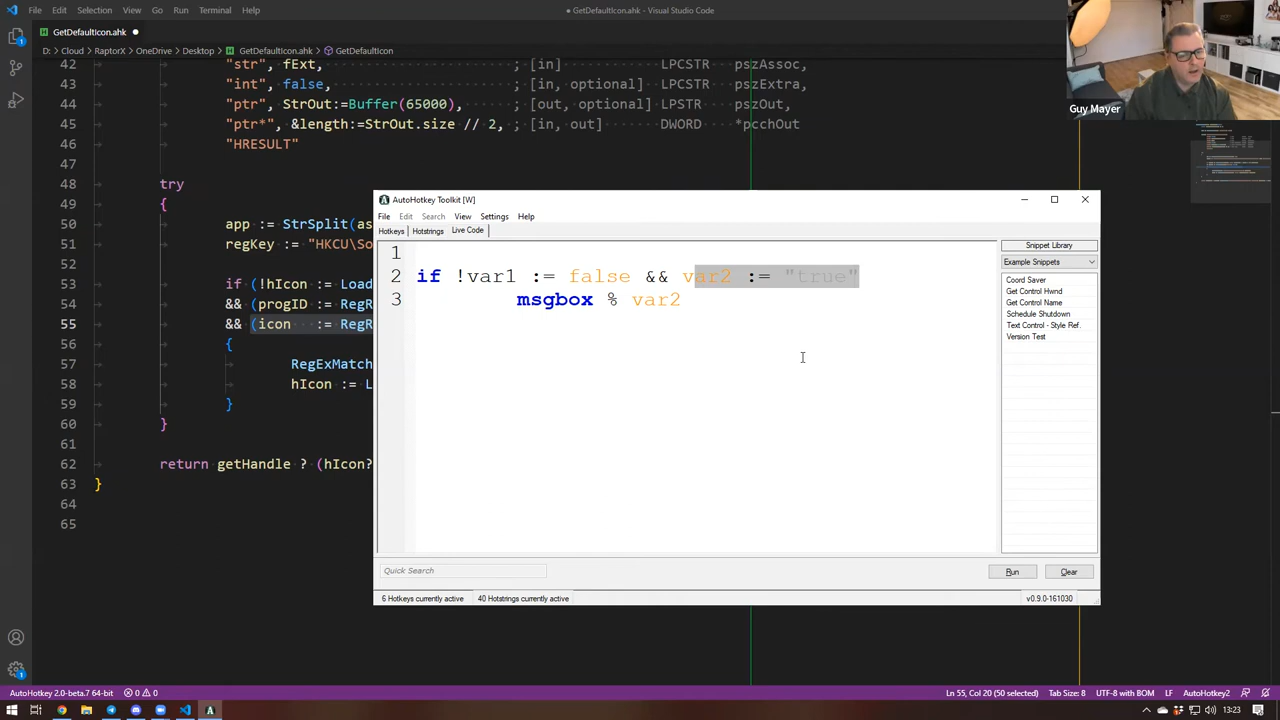 File Edit Selection View Go Run Terminal Help
● GetDefaultIcon.ahk - Visual Studio Code
GetDefaultIcon.ahk ●
D: > Cloud > RaptorX > OneDrive > Desktop > GetDefaultIcon.ahk > GetDefaultIcon
Guy Mayer
42 "str", fExt, ; [in] LPCSTR pszAssoc,
43 "int", false, ; [in, optional] LPCSTR pszExtra,
44 "ptr", StrOut:=Buffer(65000), ; [out, optional] LPSTR pszOut,
45 "ptr*", &length:=StrOut.size // 2, ; [in, out] DWORD *pcchOut
46 "HRESULT"
47
48 try
49 {
50 app := StrSplit(as
51 regKey := "HKCU\So
52
53 if (!hIcon := Load
54 && (progID := RegR
55 && (icon := RegR
56 {
57 RegExMatch
58 hIcon := L
59 }
60 }
61
62 return getHandle ? (hIcon?
63 }
64
65
AutoHotkey Toolkit [W]
File Edit Search View Settings Help
Hotkeys Hotstrings Live Code
1
2 if !var1 := false && var2 := "true"
3 msgbox % var2
Snippet Library
Example Snippets
Coord Saver
Get Control Hwnd
Get Control Name
Schedule Shutdown
Text Control - Style Ref.
Version Test
Quick Search
Run Clear
6 Hotkeys currently active 40 Hotstrings currently active v0.9.0-161030
AutoHotkey 2.0-beta.7 64-bit 0 0 Ln 55, Col 20 (50 selected) Tab Size: 8 UTF-8 with BOM LF AutoHotkey2
13:23